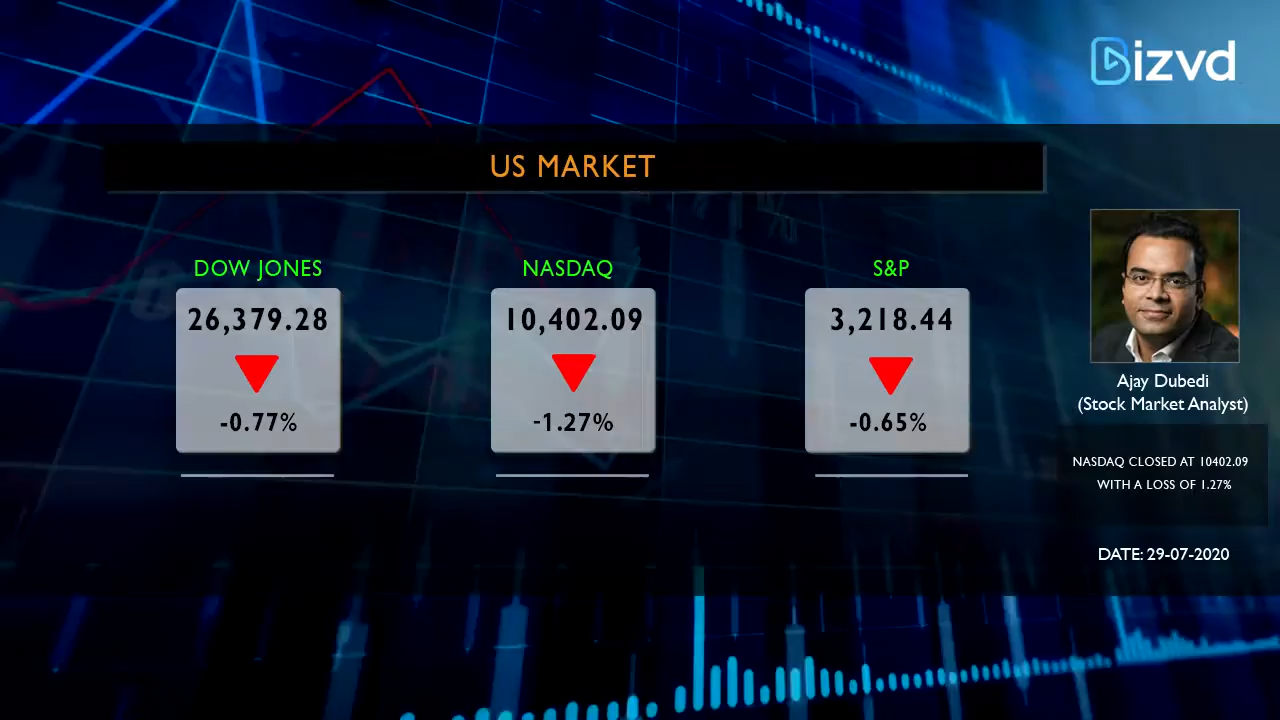 Bizvd
US MARKET
DOW JONES
26,379.28
-0.77%
NASDAQ
10,402.09
-1.27%
S&P
3,218.44
-0.65%
Ajay Dubedi
(Stock Market Analyst)
NASDAQ CLOSED AT 10402.09
WITH A LOSS OF 1.27%
DATE: 29-07-2020